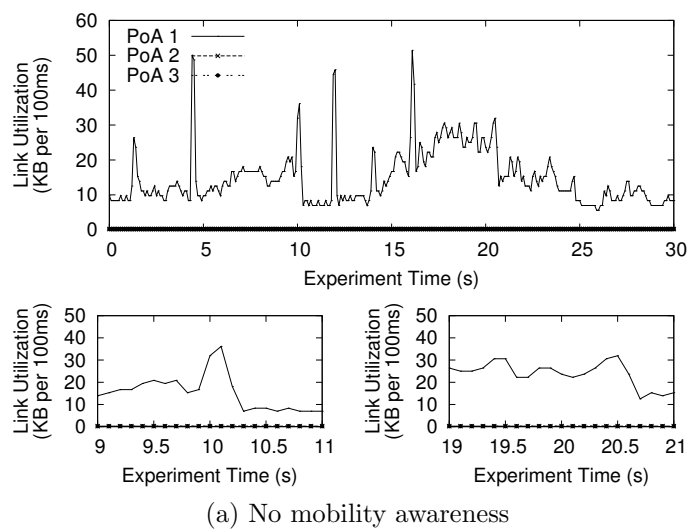 60
50
40
30
20
10
0
Link Utilization
(KB per 100ms)
PoA 1
PoA 2
PoA 3
0 5 10 15 20 25 30
Experiment Time (s)
50
40
30
20
10
0
Link Utilization
(KB per 100ms)
9 9.5 10 10.5 11
Experiment Time (s)
50
40
30
20
10
0
Link Utilization
(KB per 100ms)
19 19.5 20 20.5 21
Experiment Time (s)
(a) No mobility awareness